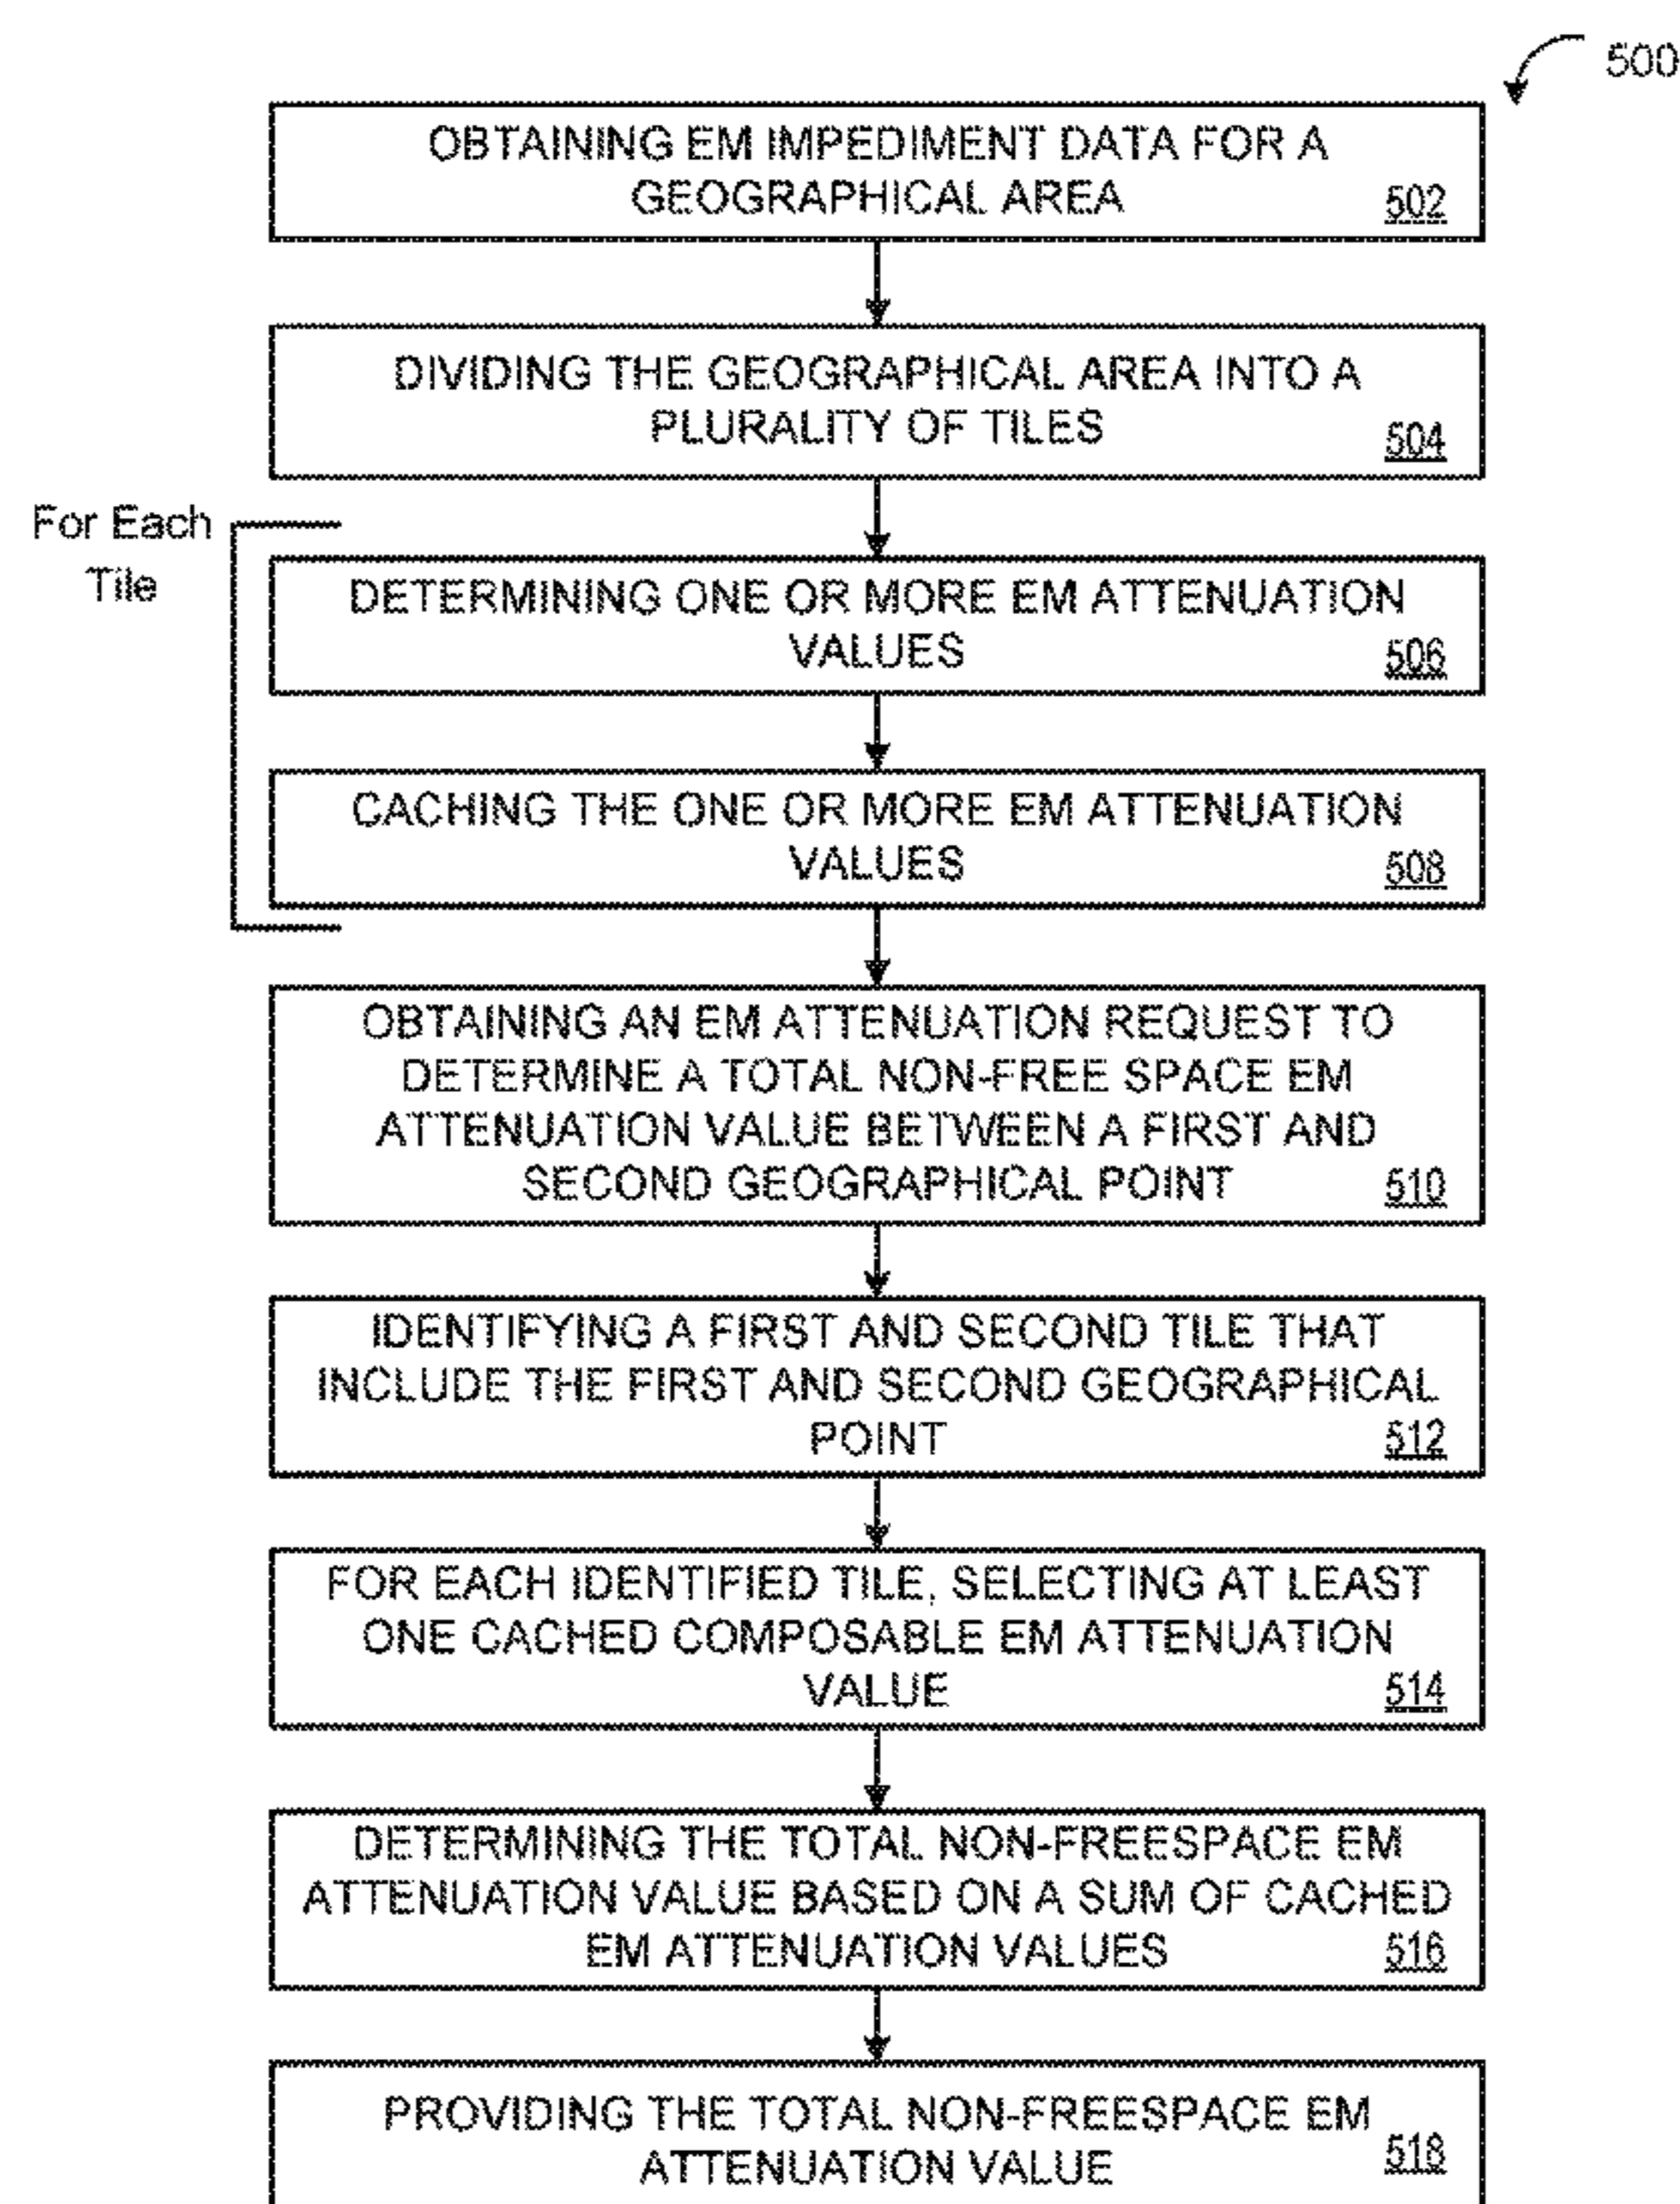 500
OBTAINING EM IMPEDIMENT DATA FOR A
GEOGRAPHICAL AREA
502
DIVIDING THE GEOGRAPHICAL AREA INTO A
PLURALITY OF TILES
504
For Each
Tile
DETERMINING ONE OR MORE EM ATTENUATION
VALUES
506
CACHING THE ONE OR MORE EM ATTENUATION
VALUES
508
OBTAINING AN EM ATTENUATION REQUEST TO
DETERMINE A TOTAL NON-FREE SPACE EM
ATTENUATION VALUE BETWEEN A FIRST AND
SECOND GEOGRAPHICAL POINT
510
IDENTIFYING A FIRST AND SECOND TILE THAT
INCLUDE THE FIRST AND SECOND GEOGRAPHICAL
POINT
512
FOR EACH IDENTIFIED TILE, SELECTING AT LEAST
ONE CACHED COMPOSABLE EM ATTENUATION
VALUE
514
DETERMINING THE TOTAL NON-FREESPACE EM
ATTENUATION VALUE BASED ON A SUM OF CACHED
EM ATTENUATION VALUES
516
PROVIDING THE TOTAL NON-FREESPACE EM
ATTENUATION VALUE
518